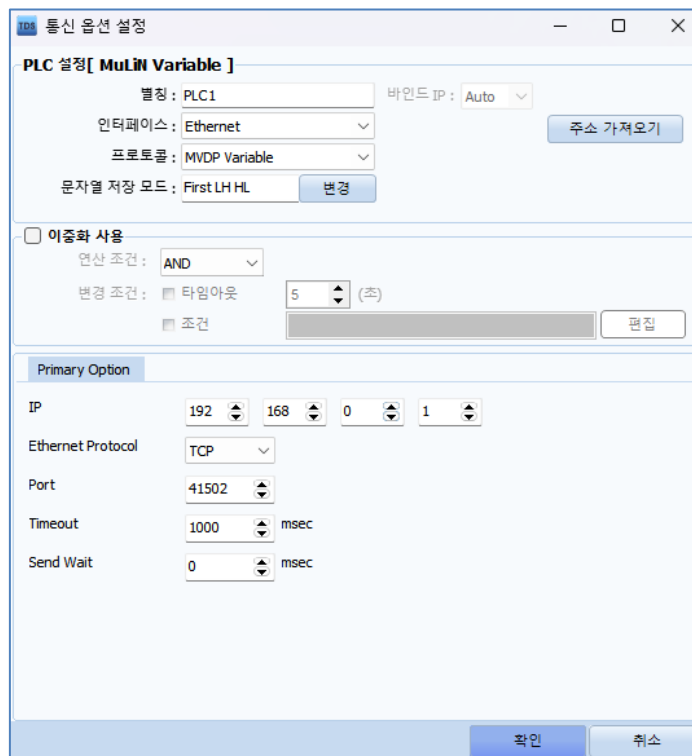 TDS 통신 옵션 설정
PLC 설정[ MuLiN Variable ]
별칭 : PLC1 바인드 IP : Auto
인터페이스 : Ethernet 주소 가져오기
프로토콜 : MVDP Variable
문자열 저장 모드 : First LH HL 변경
이중화 사용
연산 조건 : AND
변경 조건 : 타임아웃 5 (초)
조건 편집
Primary Option
IP 192 168 0 1
Ethernet Protocol TCP
Port 41502
Timeout 1000 msec
Send Wait 0 msec
확인 취소